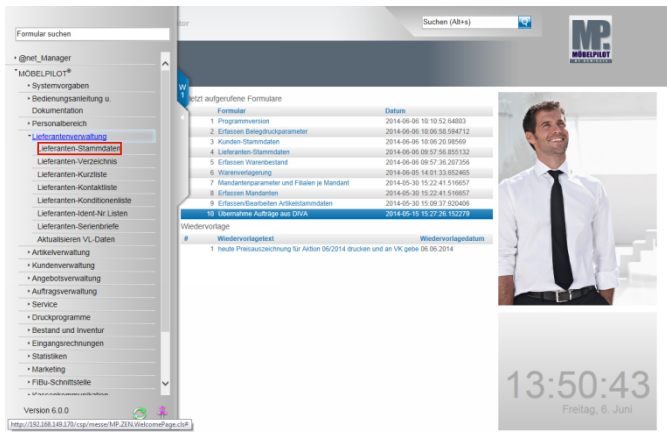 Formular suchen
tor
Suchen (Alt+s)
MP
MÖBELPILOT
@net_Manager
MÖBELPILOT®
Systemvorgaben
Bedienungsanleitung u.
Dokumentation
Personalbereich
Lieferantenverwaltung
Lieferanten-Stammdaten
Lieferanten-Verzeichnis
Lieferanten-Kurzliste
Lieferanten-Kontaktliste
Lieferanten-Konditionenliste
Lieferanten-Ident-Nr.Listen
Lieferanten-Serienbriefe
Aktualisieren VL-Daten
Artikelverwaltung
Kundenverwaltung
Angebotsverwaltung
Auftragsverwaltung
Service
Druckprogramme
Bestand und Inventur
Eingangsrechnungen
Statistiken
Marketing
FiBu-Schnittstelle
Kassenkommunikation
Version 6.0.0
http://192.168.149.170/csp/messe/MP.ZEN.WelcomePage.cls#
W
1
etzt aufgerufene Formulare
Formular Datum
1 Programmversion 2014-06-06 10:10:52.64803
2 Erfassen Belegdruckparameter 2014-06-06 10:06:58.594712
3 Kunden-Stammdaten 2014-06-06 10:06:20.98569
4 Lieferanten-Stammdaten 2014-06-06 09:57:56.855132
5 Erfassen Warenbestand 2014-06-06 09:57:36.267356
6 Warenverlagerung 2014-06-05 14:01:33.652465
7 Mandantenparameter und Filialen je Mandant 2014-05-30 15:22:41.516657
8 Erfassen Mandanten 2014-05-30 15:22:41.516657
9 Erfassen/Bearbeiten Artikelstammdaten 2014-05-30 15:09:37.920406
10 Übernahme Aufträge aus DIVA 2014-05-15 15:27:26.152279
Wiedervorlage
# Wiedervorlagetext Wiedervorlagedatum
1 heute Preisauszeichnung für Aktion 06/2014 drucken und an VK gebe 06.06.2014
13:50:43
Freitag, 6. Juni